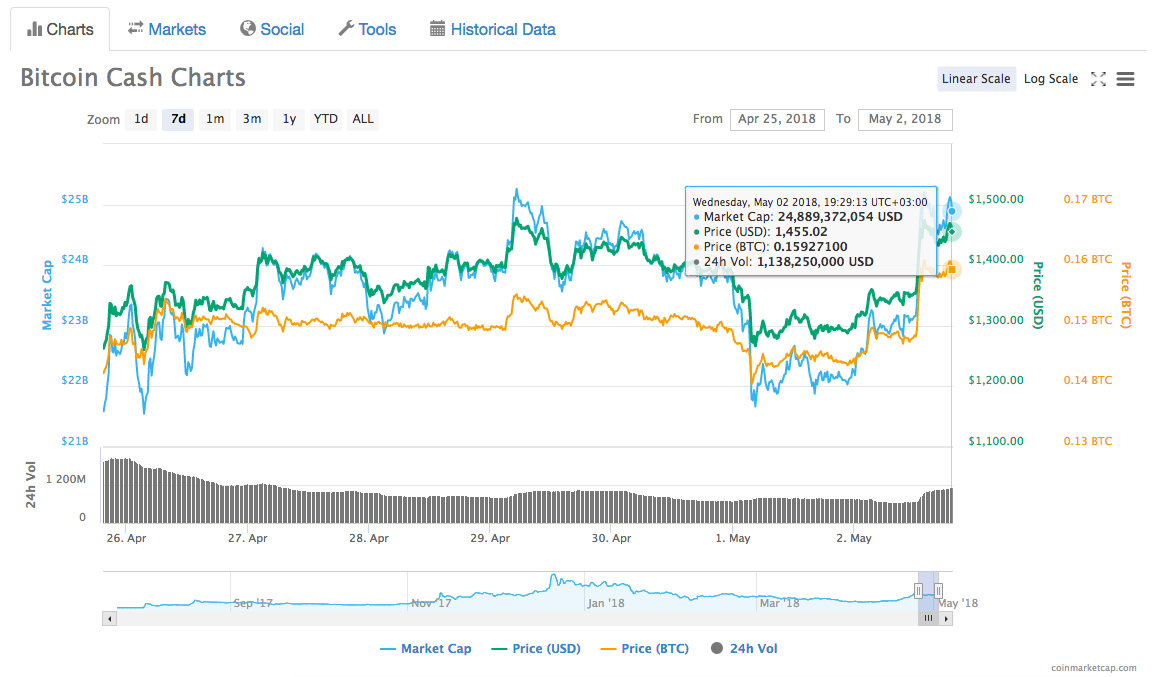 Charts Markets Social Tools Historical Data
Bitcoin Cash Charts
Linear Scale Log Scale
Zoom 1d 7d 1m 3m 1y YTD ALL From Apr 25, 2018 To May 2, 2018
$25B $1,500.00 0.17 BTC
Wednesday, May 02 2018, 19:29:13 UTC+03:00
Market Cap: 24,889,372,054 USD
Price (USD): 1,455.02
Price (BTC): 0.15927100
24h Vol: 1,138,250,000 USD
$24B $1,400.00 0.16 BTC
Market Cap
Price (USD)
Price (BTC)
$23B $1,300.00 0.15 BTC
$22B $1,200.00 0.14 BTC
$21B $1,100.00 0.13 BTC
24h Vol
1 200M
0
26. Apr 27. Apr 28. Apr 29. Apr 30. Apr 1. May 2. May
Sep '17 Nov '17 Jan '18 Mar '18 May '18
Market Cap Price (USD) Price (BTC) 24h Vol
coinmarketcap.com